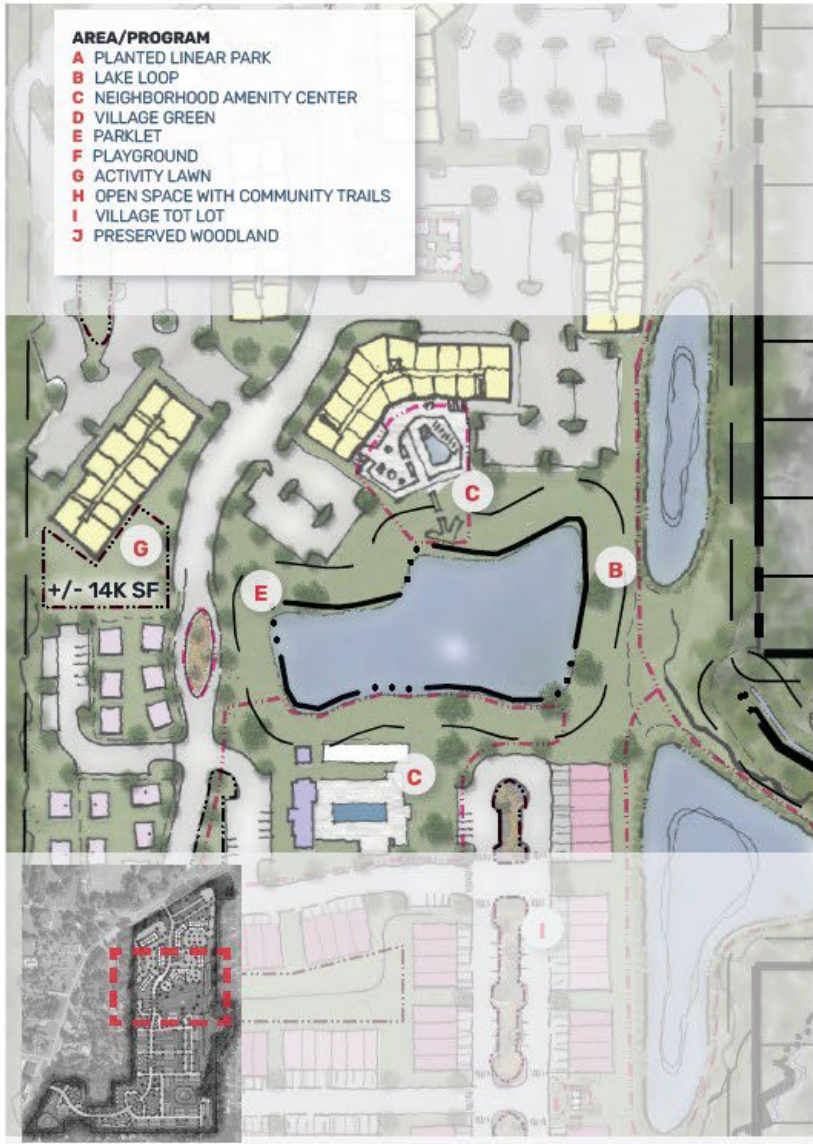 AREA/PROGRAM
A PLANTED LINEAR PARK
B LAKE LOOP
C NEIGHBORHOOD AMENITY CENTER
D VILLAGE GREEN
E PARKLET
F PLAYGROUND
G ACTIVITY LAWN
H OPEN SPACE WITH COMMUNITY TRAILS
I VILLAGE TOT LOT
J PRESERVED WOODLAND
C
G
B
+/- 14K SF
E
C
I